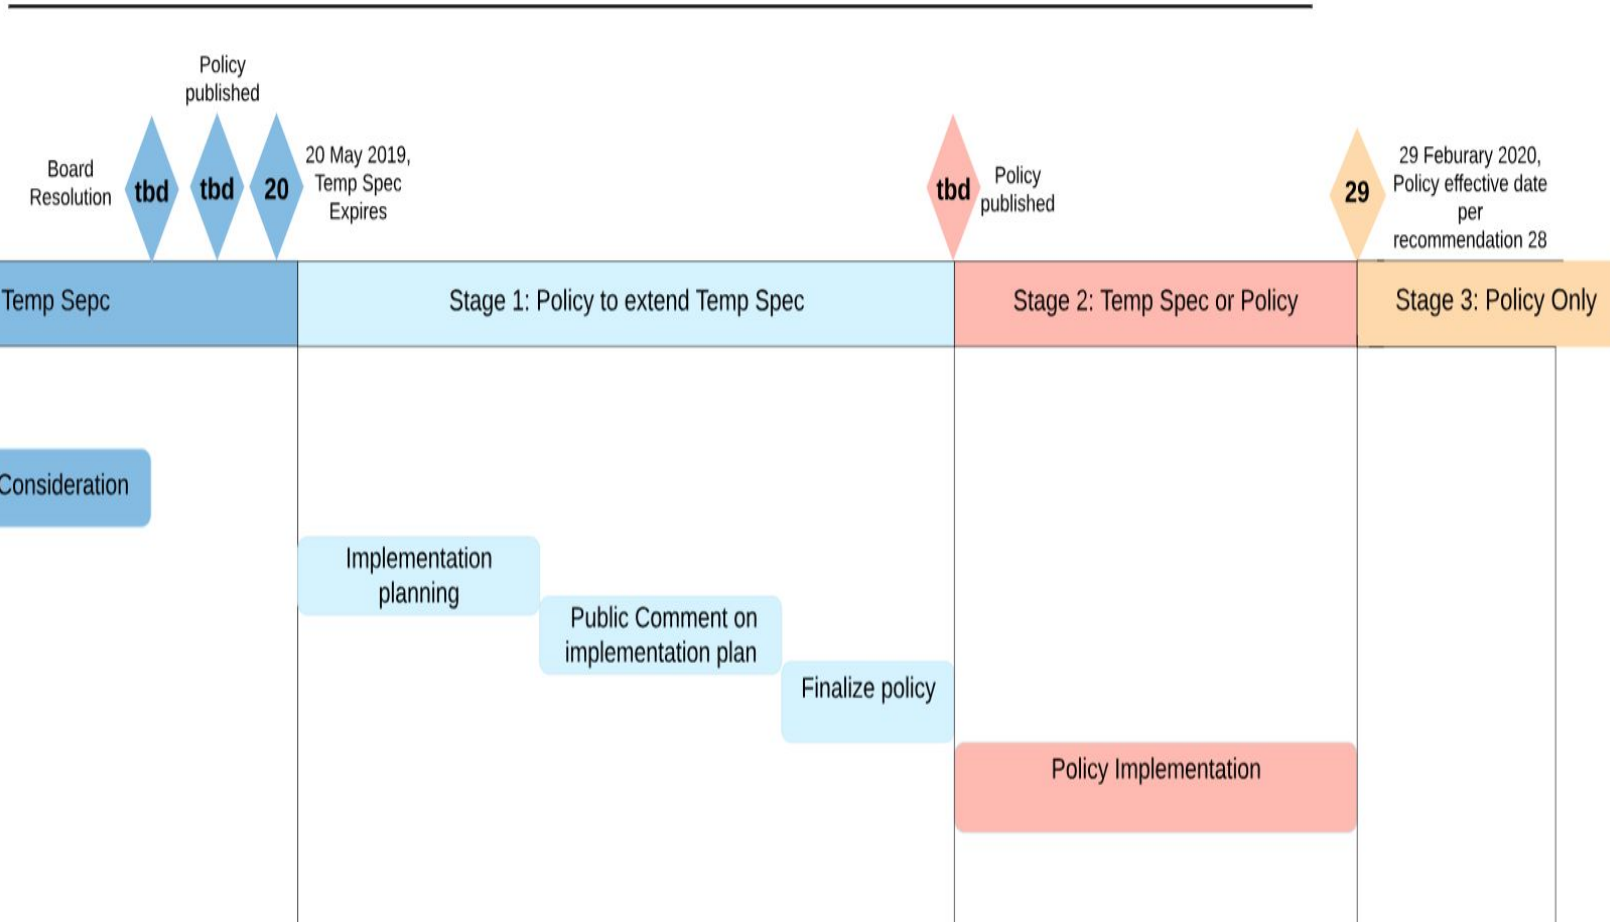 Policy
published
Board
Resolution
tbd
tbd
20
20 May 2019,
Temp Spec
Expires
tbd
Policy
published
29
29 Feburary 2020,
Policy effective date
per
recommendation 28
Temp Sepc
Stage 1: Policy to extend Temp Spec
Stage 2: Temp Spec or Policy
Stage 3: Policy Only
Consideration
Implementation
planning
Public Comment on
implementation plan
Finalize policy
Policy Implementation